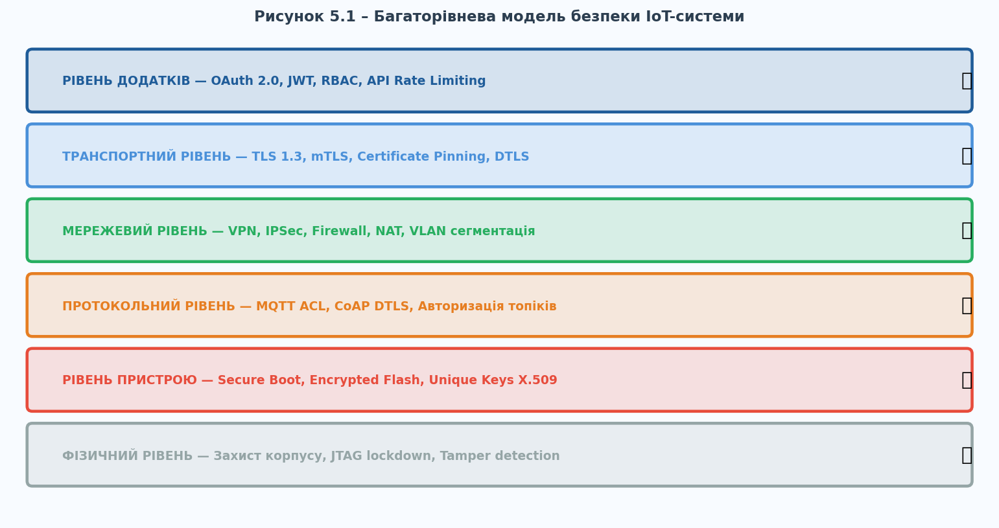 Рисунок 5.1 – Багаторівнева модель безпеки IoT-системи
РІВЕНЬ ДОДАТКІВ — OAuth 2.0, JWT, RBAC, API Rate Limiting
ТРАНСПОРТНИЙ РІВЕНЬ — TLS 1.3, mTLS, Certificate Pinning, DTLS
МЕРЕЖЕВИЙ РІВЕНЬ — VPN, IPSec, Firewall, NAT, VLAN сегментація
ПРОТОКОЛЬНИЙ РІВЕНЬ — MQTT ACL, CoAP DTLS, Авторизація топіків
РІВЕНЬ ПРИСТРОЮ — Secure Boot, Encrypted Flash, Unique Keys X.509
ФІЗИЧНИЙ РІВЕНЬ — Захист корпусу, JTAG lockdown, Tamper detection